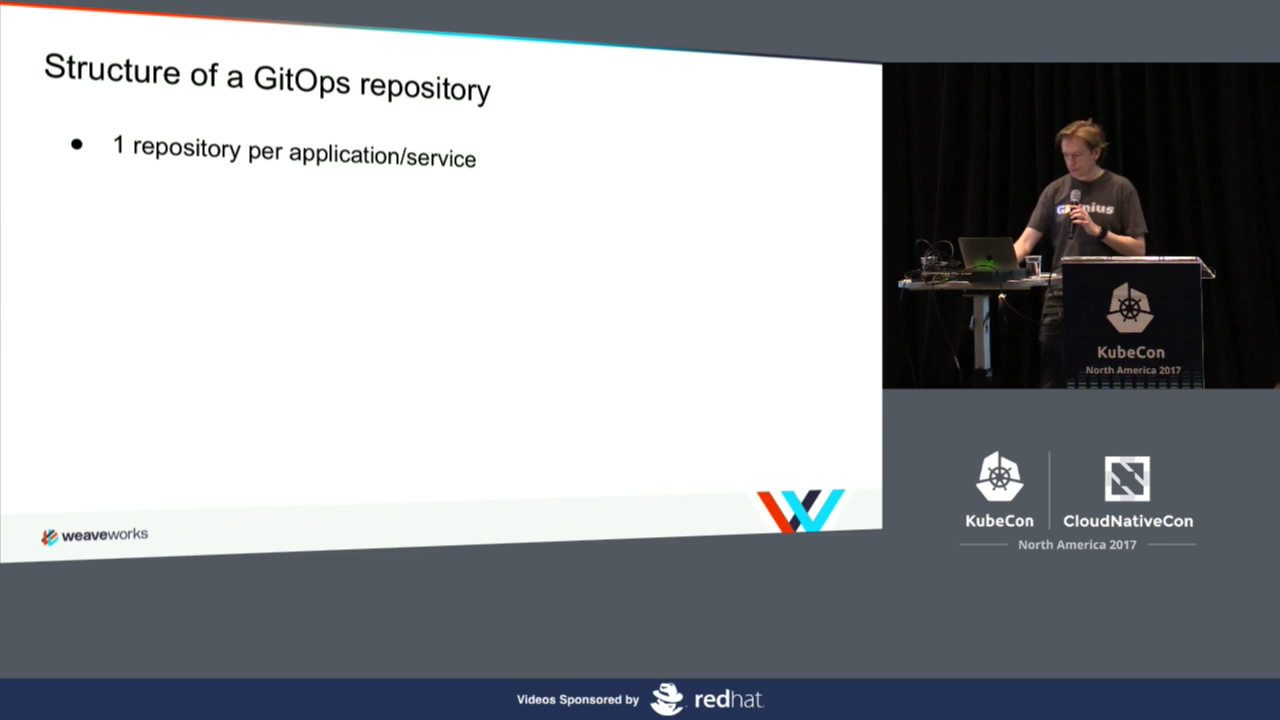 Structure of a GitOps repository
● 1 repository per application/service
weaveworks
KubeCon
North America 2017
KubeCon
CloudNativeCon
North America 2017
Videos Sponsored by
redhat.